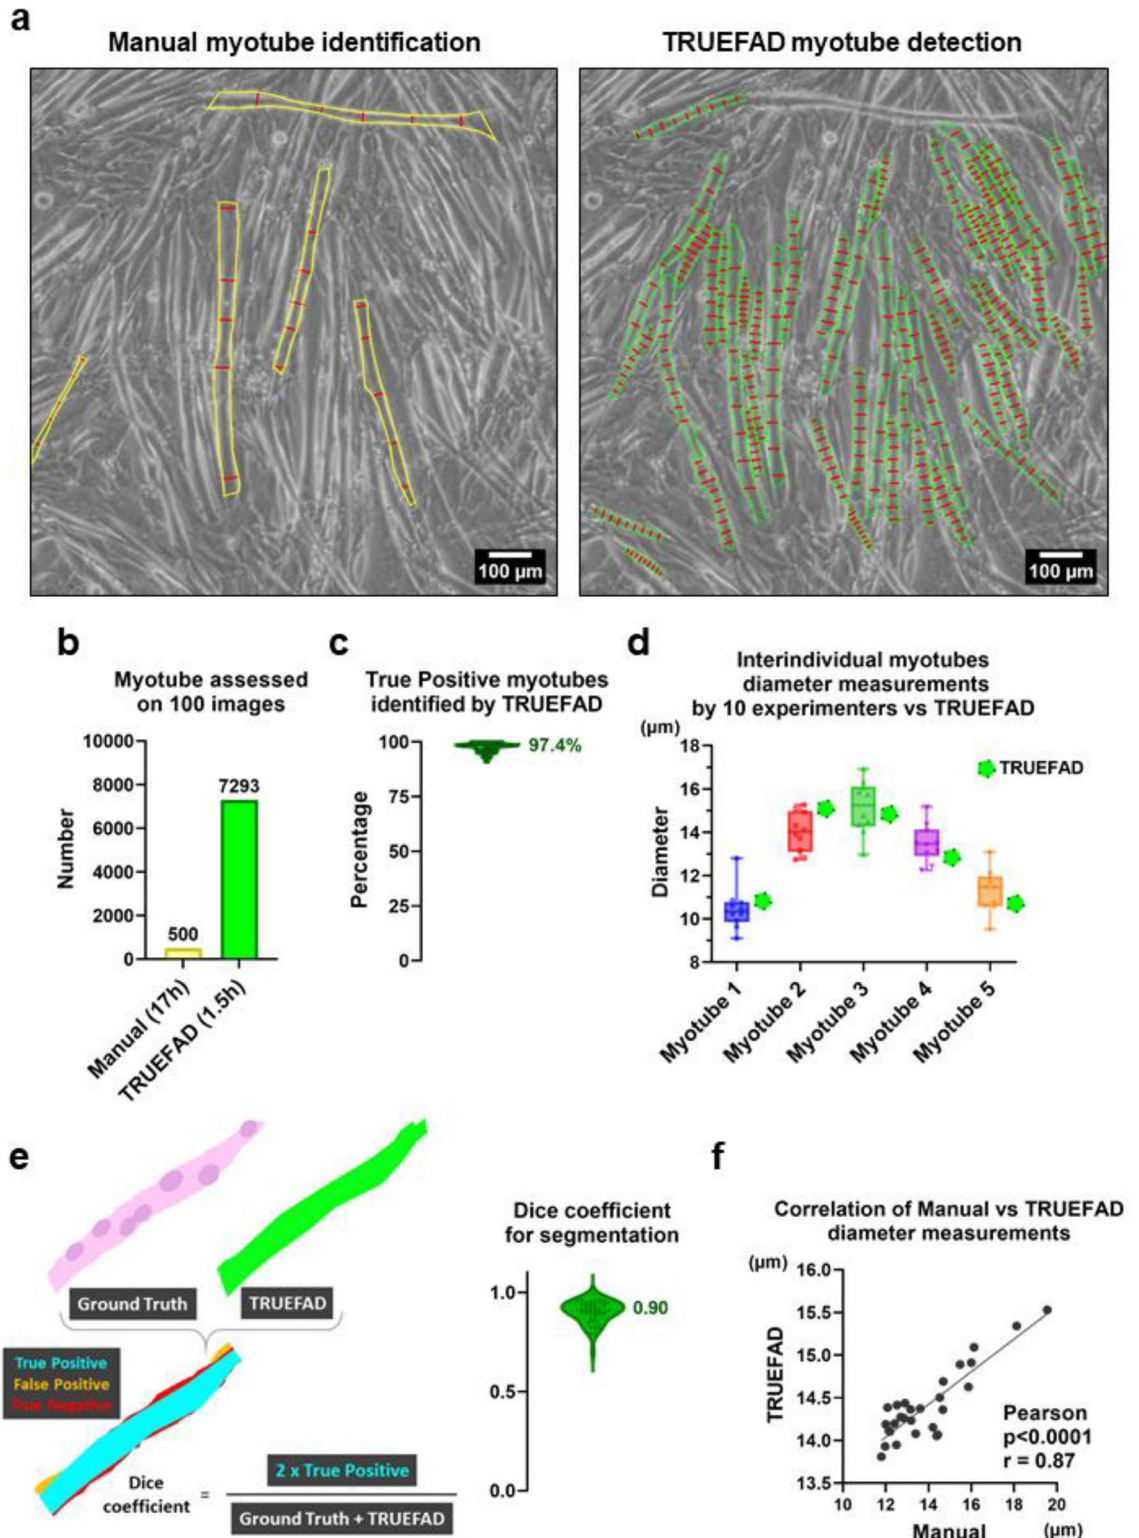 a
Manual myotube identification
TRUEFAD myotube detection
100 µm
100 µm
b
Myotube assessed
on 100 images
10000
8000
6000
4000
2000
0
Number
500
7293
Manual (17h)
TRUEFAD (1.5h)
c
True Positive myotubes
identified by TRUEFAD
100
75
50
25
0
Percentage
97.4%
d
Interindividual myotubes
diameter measurements
by 10 experimenters vs TRUEFAD
(µm)
18
16
14
12
10
8
Diameter
TRUEFAD
Myotube 1
Myotube 2
Myotube 3
Myotube 4
Myotube 5
e
Ground Truth
TRUEFAD
True Positive
False Positive
True Negative
Dice
coefficient
=
2 x True Positive
Ground Truth + TRUEFAD
Dice coefficient
for segmentation
1.0
0.5
0.0
0.90
f
Correlation of Manual vs TRUEFAD
diameter measurements
(µm)
16.0
15.5
15.0
14.5
14.0
13.5
TRUEFAD
Pearson
p<0.0001
r = 0.87
10
12
14
16
18
20
Manual
(µm)